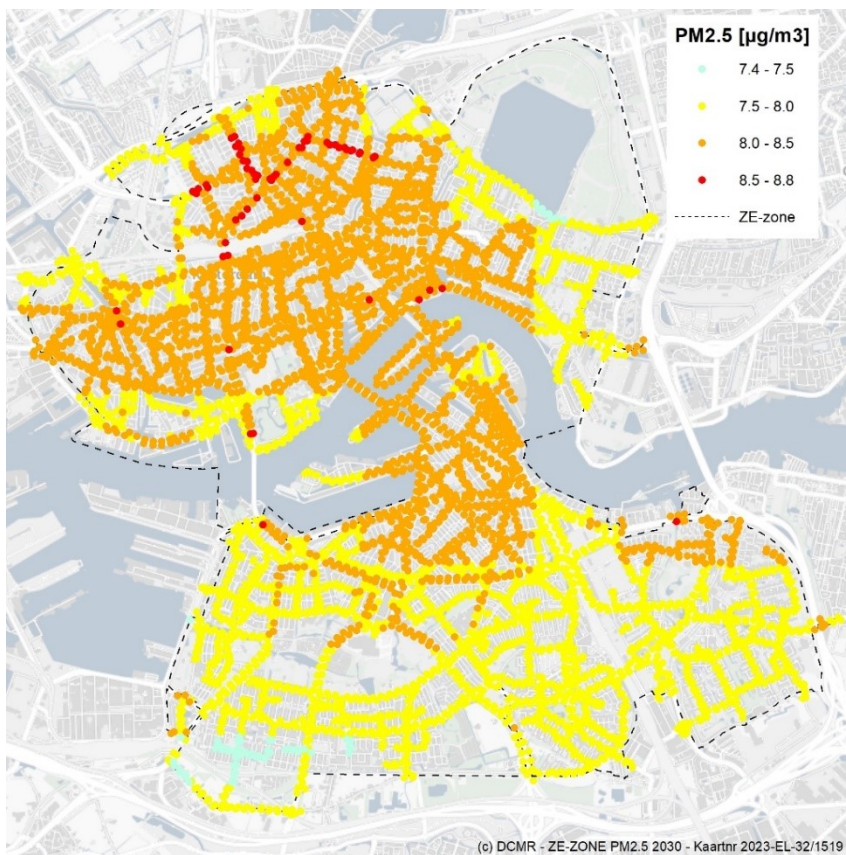 PM2.5 [µg/m3]
7.4 - 7.5
7.5 - 8.0
8.0 - 8.5
8.5 - 8.8
ZE-zone
(c) DCMR - ZE-ZONE PM2.5 2030 - Kaartnr 2023-EL-32/1519